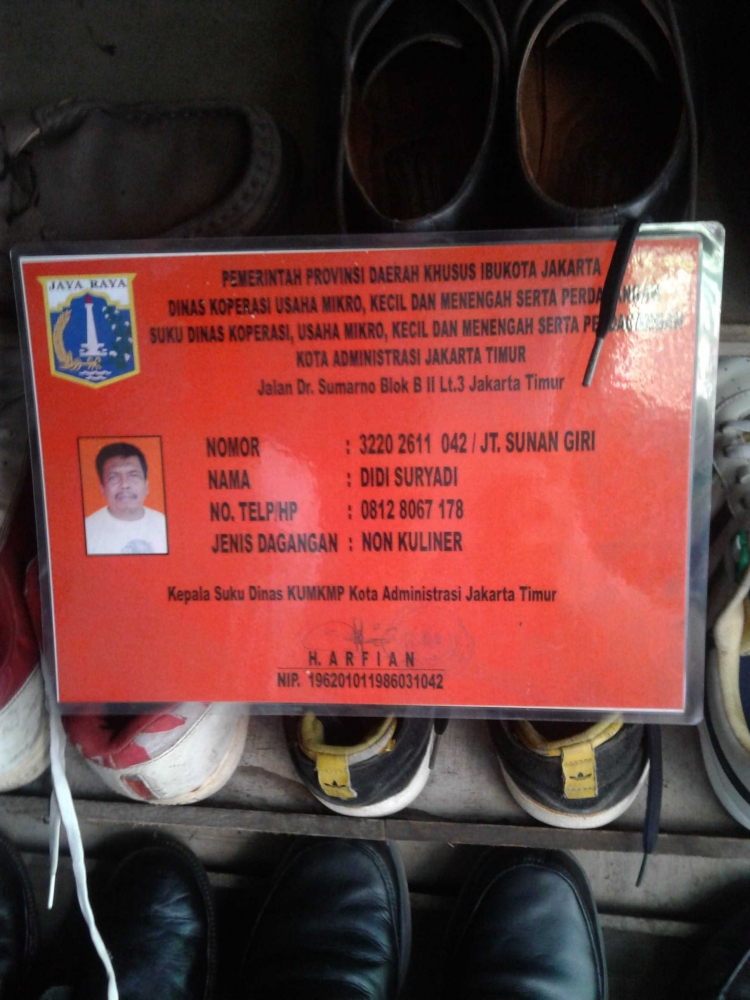 JAYA RAYA
PEMERINTAH PROVINSI DAERAH KHUSUS IBUKOTA JAKARTA
DINAS KOPERASI USAHA MIKRO, KECIL DAN MENENGAH SERTA PERDAGANGAN
SUKU DINAS KOPERASI, USAHA MIKRO, KECIL DAN MENENGAH SERTA PERDAGANGAN
KOTA ADMINISTRASI JAKARTA TIMUR
Jalan Dr. Sumarno Blok B II Lt.3 Jakarta Timur
NOMOR : 3220 2611 042 / JT. SUNAN GIRI
NAMA : DIDI SURYADI
NO. TELP/HP : 0812 8067 178
JENIS DAGANGAN : NON KULINER
Kepala Suku Dinas KUMKMP Kota Administrasi Jakarta Timur
H. A R F I A N
NIP. 196201011986031042